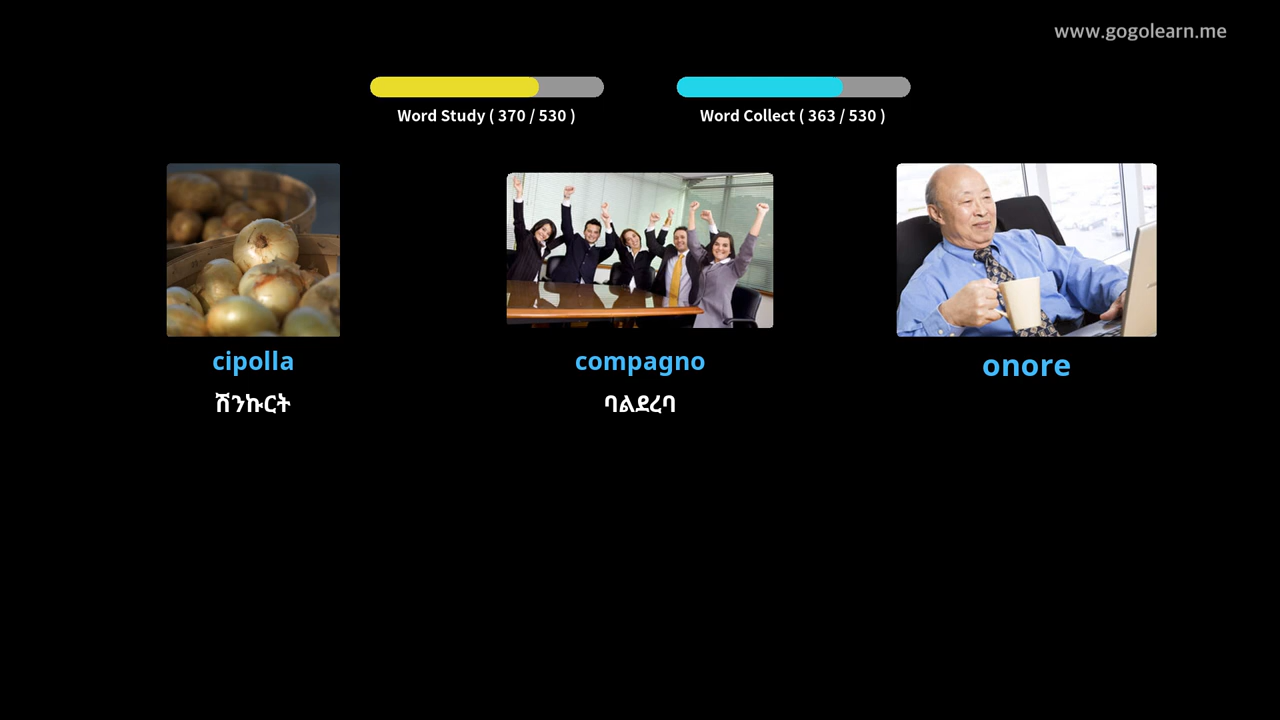 www.gogolearn.me
Word Study ( 370 / 530 )
Word Collect ( 363 / 530 )
cipolla
compagno
onore
ሽንኩርት
ባልደረባ